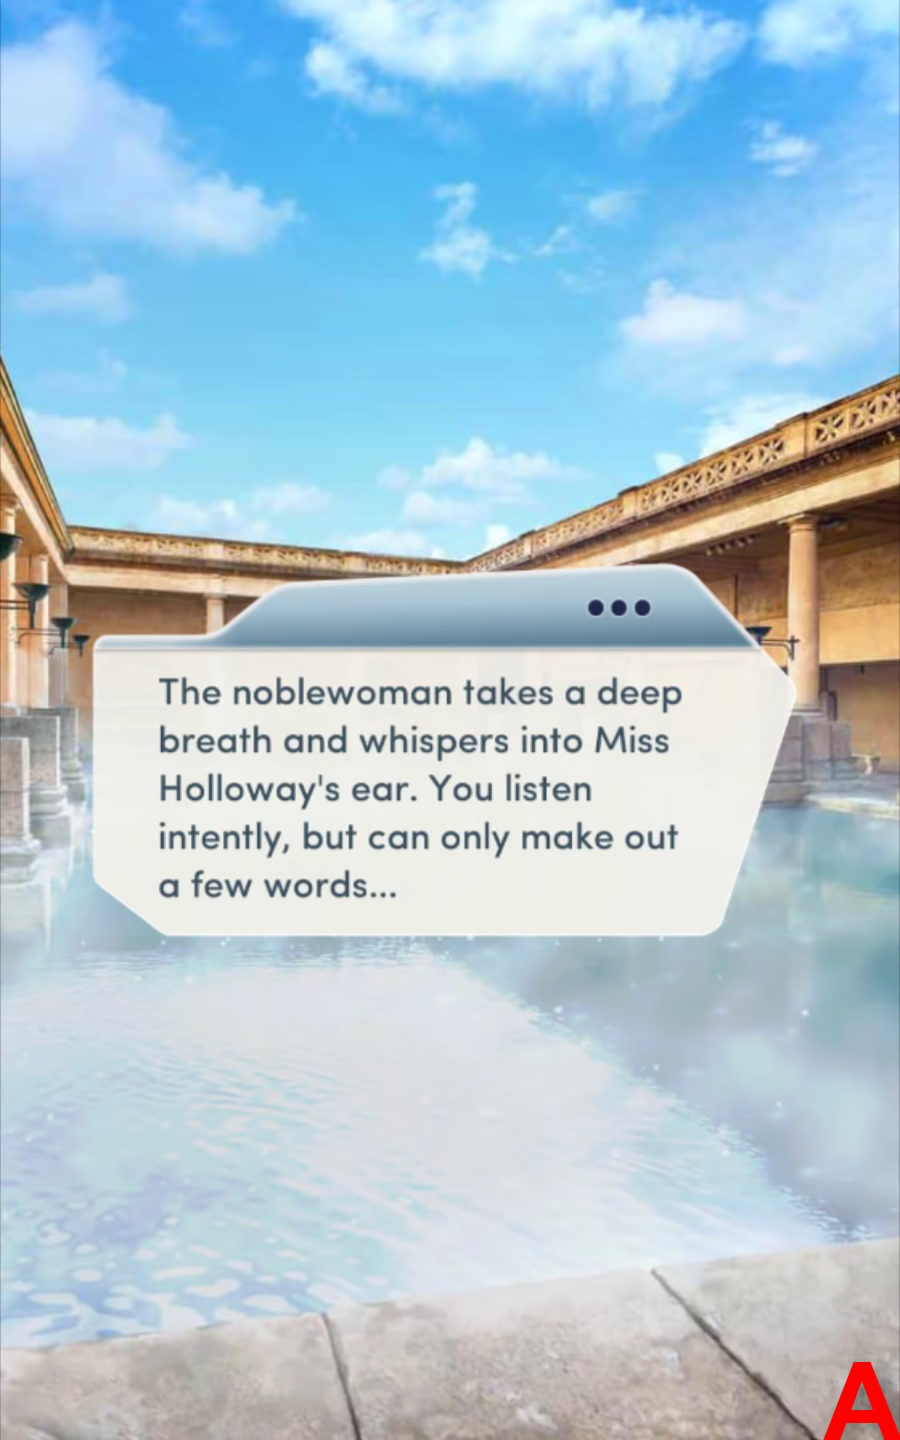 The noblewoman takes a deep
breath and whispers into Miss
Holloway's ear. You listen
intently, but can only make out
a few words...
A